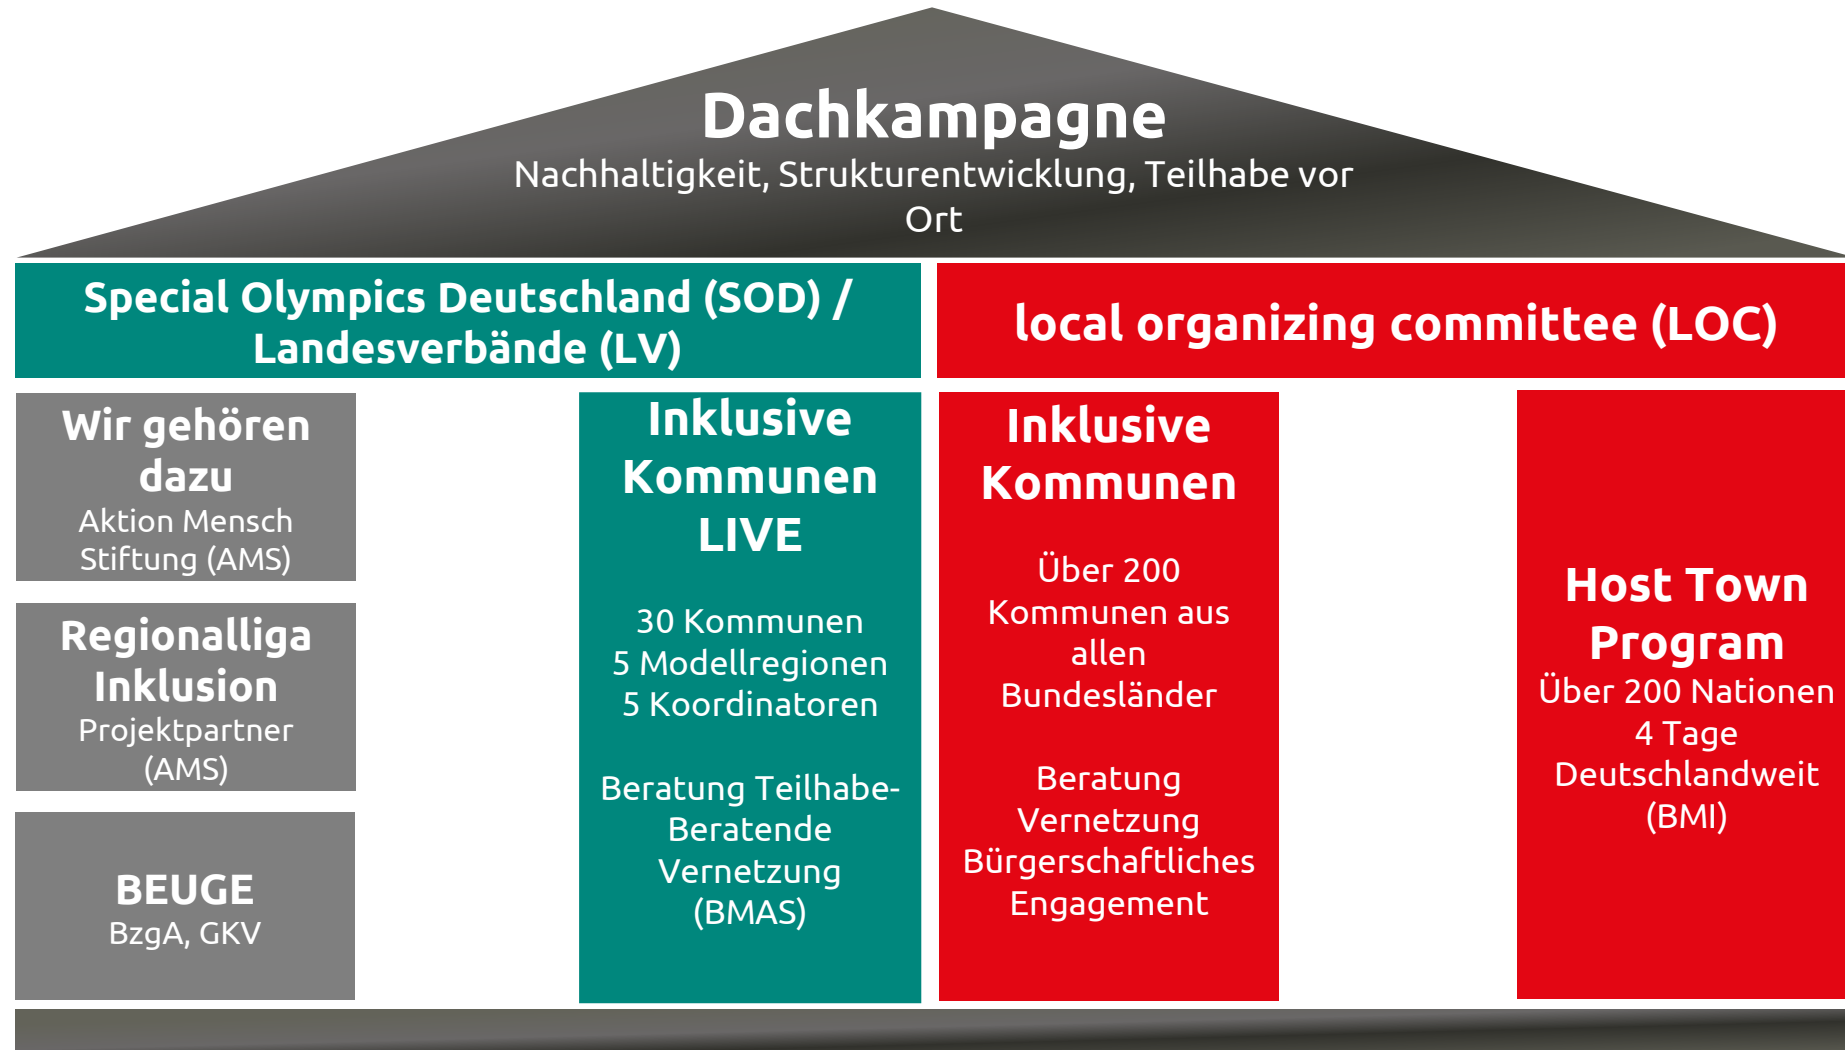 Dachkampagne
Nachhaltigkeit, Strukturentwicklung, Teilhabe vor
Ort
Special Olympics Deutschland (SOD) /
Landesverbände (LV)
local organizing committee (LOC)
Wir gehören
dazu
Aktion Mensch
Stiftung (AMS)
Regionalliga
Inklusion
Projektpartner
(AMS)
BEUGE
BzgA, GKV
Inklusive
Kommunen
LIVE
30 Kommunen
5 Modellregionen
5 Koordinatoren
Beratung Teilhabe-
Beratende
Vernetzung
(BMAS)
Inklusive
Kommunen
Über 200
Kommunen aus
allen
Bundesländer
Beratung
Vernetzung
Bürgerschaftliches
Engagement
Host Town
Program
Über 200 Nationen
4 Tage
Deutschlandweit
(BMI)